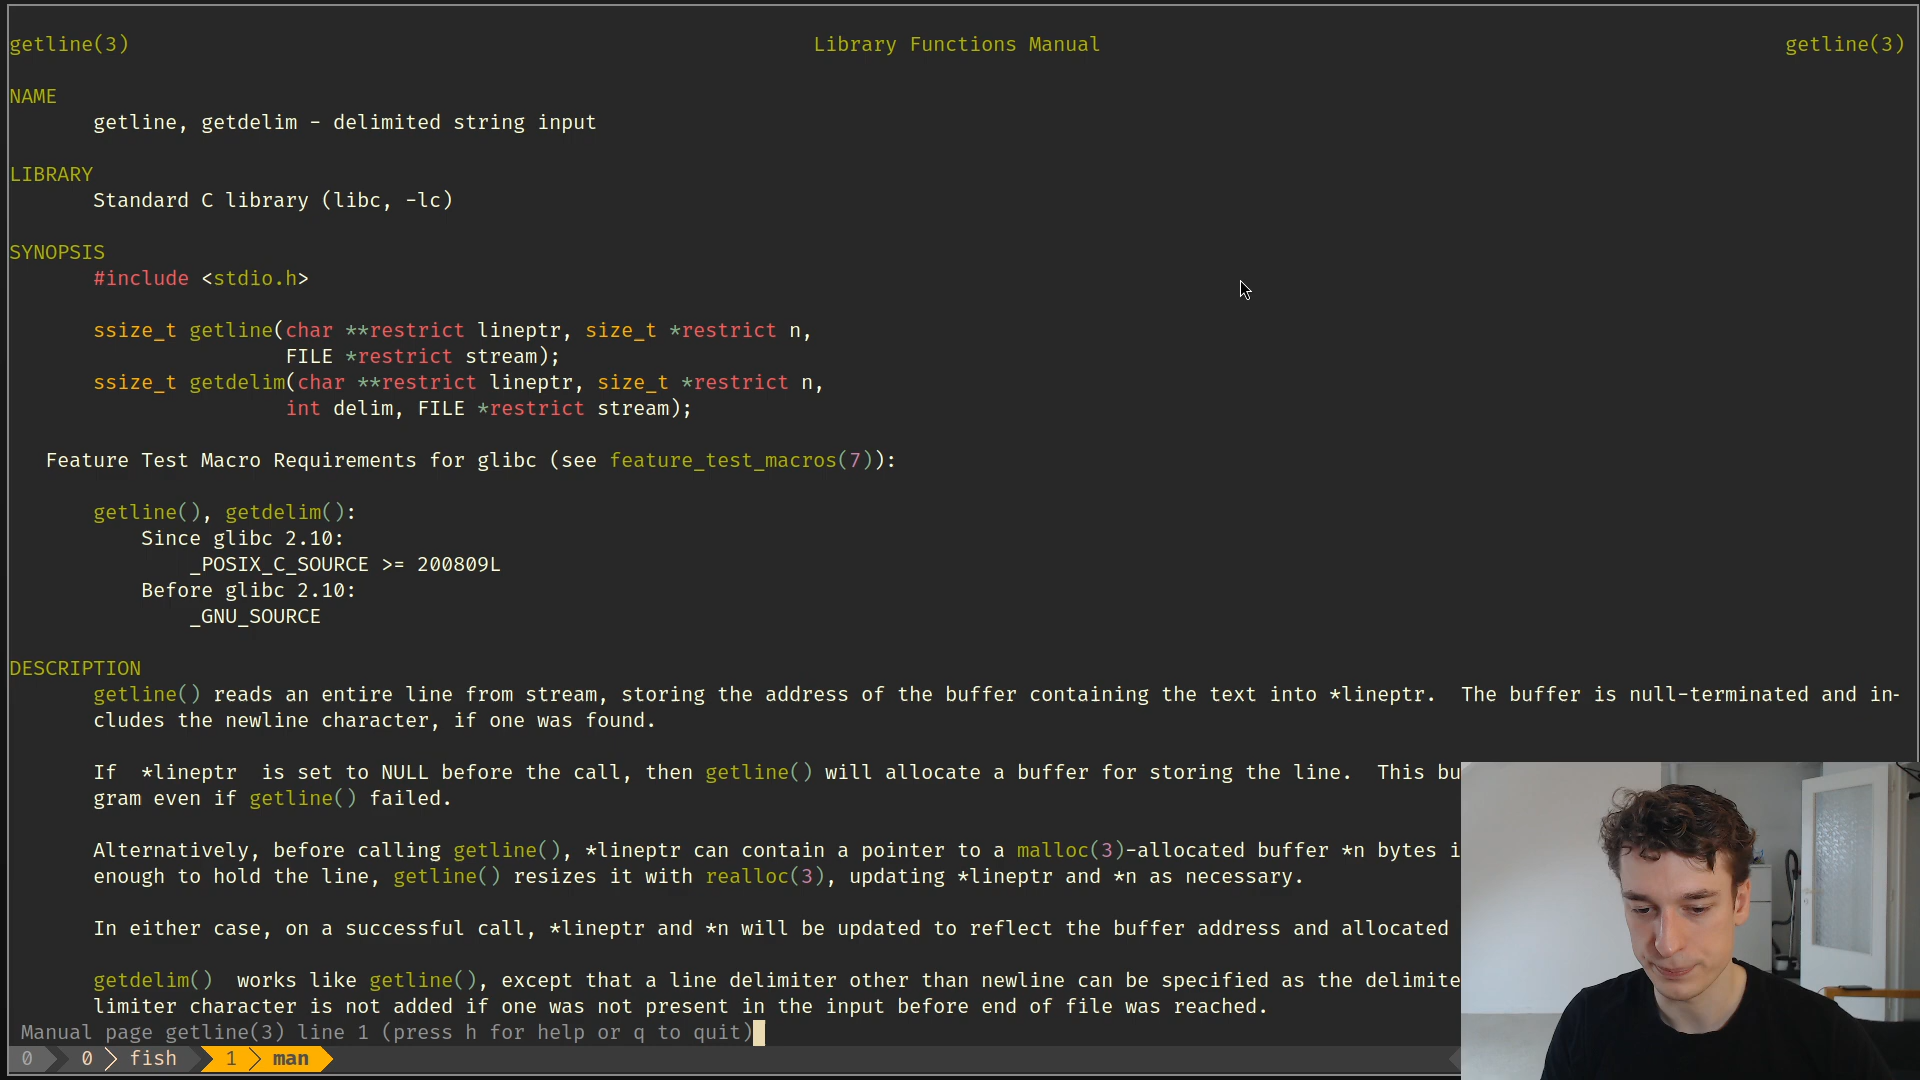 getline(3) Library Functions Manual getline(3)
NAME
getline, getdelim - delimited string input
LIBRARY
Standard C library (libc, -lc)
SYNOPSIS
#include <stdio.h>
ssize_t getline(char **restrict lineptr, size_t *restrict n,
FILE *restrict stream);
ssize_t getdelim(char **restrict lineptr, size_t *restrict n,
int delim, FILE *restrict stream);
Feature Test Macro Requirements for glibc (see feature_test_macros(7)):
getline(), getdelim():
Since glibc 2.10:
_POSIX_C_SOURCE >= 200809L
Before glibc 2.10:
_GNU_SOURCE
DESCRIPTION
getline() reads an entire line from stream, storing the address of the buffer containing the text into *lineptr. The buffer is null-terminated and in-
cludes the newline character, if one was found.
If *lineptr is set to NULL before the call, then getline() will allocate a buffer for storing the line. This bu
gram even if getline() failed.
Alternatively, before calling getline(), *lineptr can contain a pointer to a malloc(3)-allocated buffer *n bytes i
enough to hold the line, getline() resizes it with realloc(3), updating *lineptr and *n as necessary.
In either case, on a successful call, *lineptr and *n will be updated to reflect the buffer address and allocated
getdelim() works like getline(), except that a line delimiter other than newline can be specified as the delimite
limiter character is not added if one was not present in the input before end of file was reached.
Manual page getline(3) line 1 (press h for help or q to quit)
0 0 fish 1 man